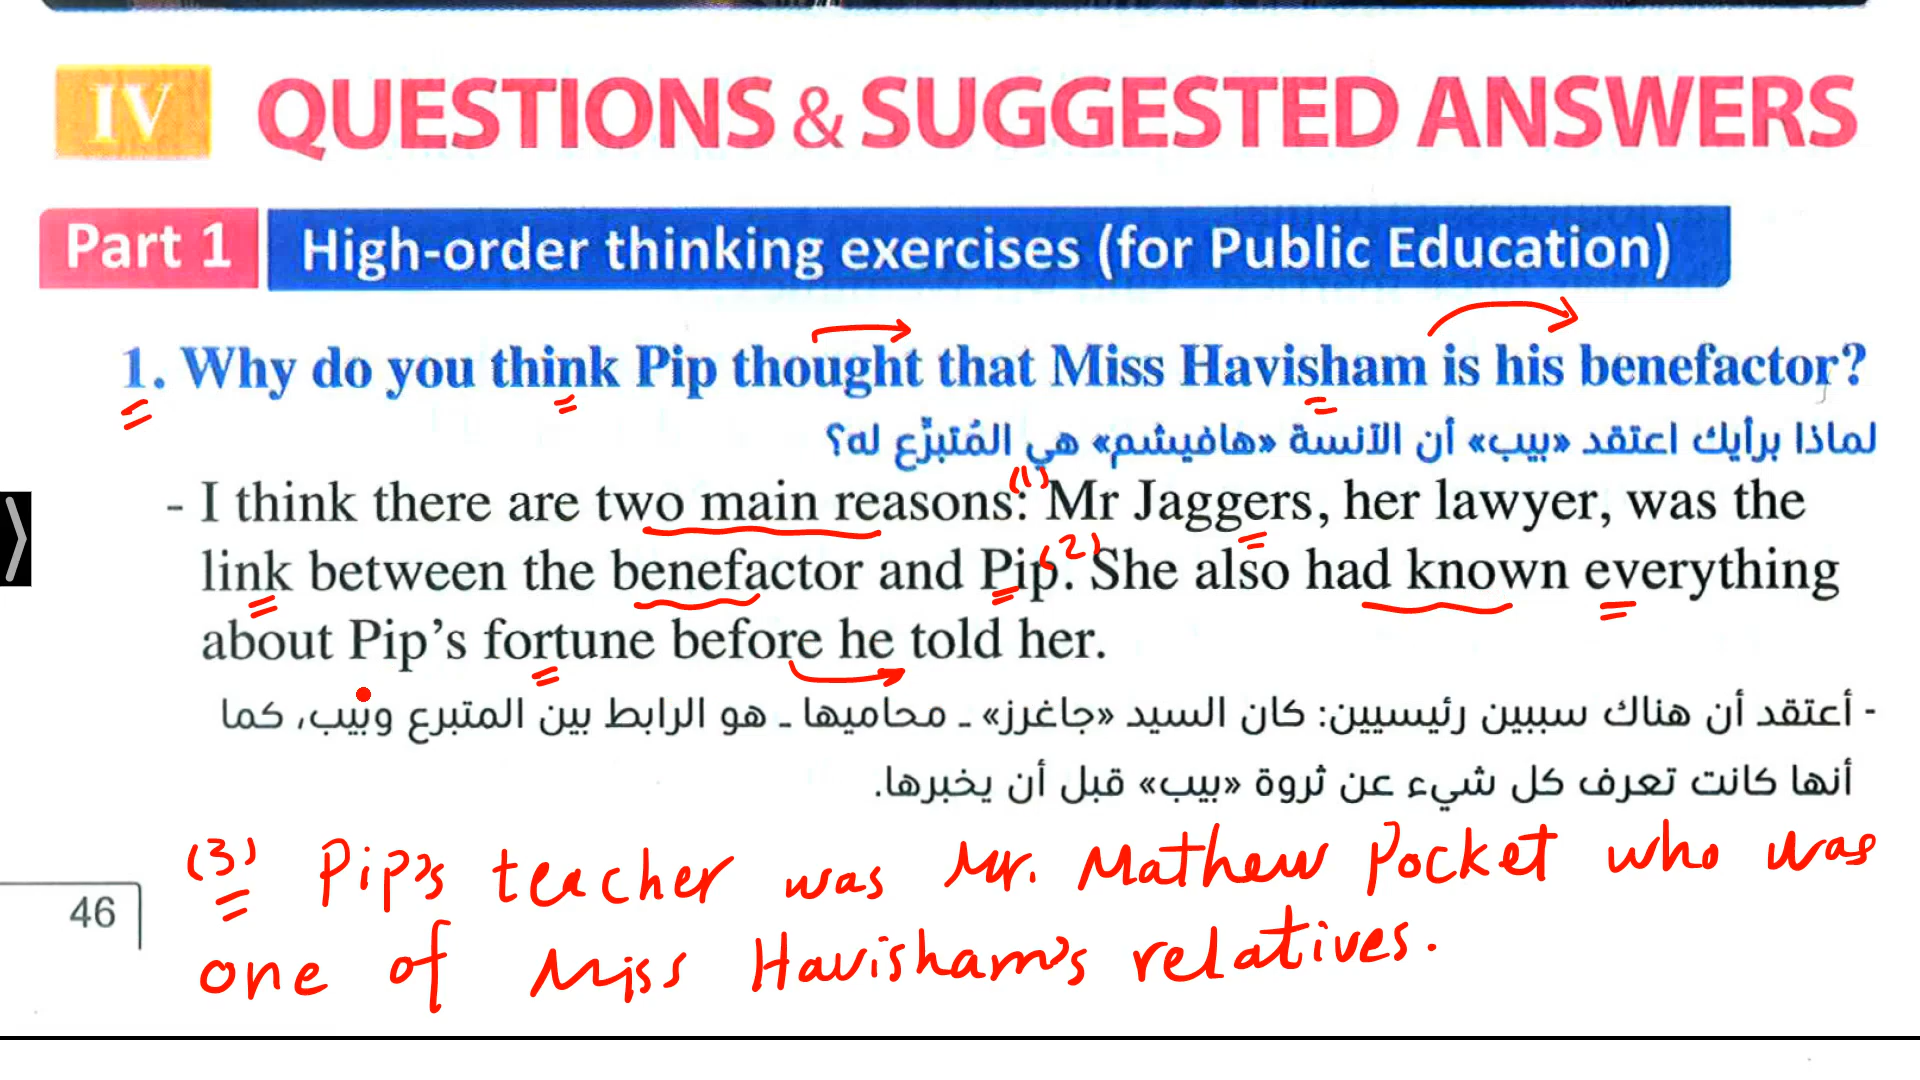 IV QUESTIONS & SUGGESTED ANSWERS
Part 1 High-order thinking exercises (for Public Education)
1. Why do you think Pip thought that Miss Havisham is his benefactor?
لماذا برأيك اعتقد «بيب» أن الآنسة «هافيشم» هي المُتبرِّع له؟
- I think there are two main reasons: (1) Mr Jaggers, her lawyer, was the
link between the benefactor and Pip. (2) She also had known everything
about Pip's fortune before he told her.
- أعتقد أن هناك سببين رئيسيين: كان السيد «جاغرز» ـ محاميها ـ هو الرابط بين المتبرع وبيب، كما
أنها كانت تعرف كل شيء عن ثروة «بيب» قبل أن يخبرها.
(3) Pip's teacher was Mr. Mathew Pocket who was
one of Miss Havisham's relatives.
46